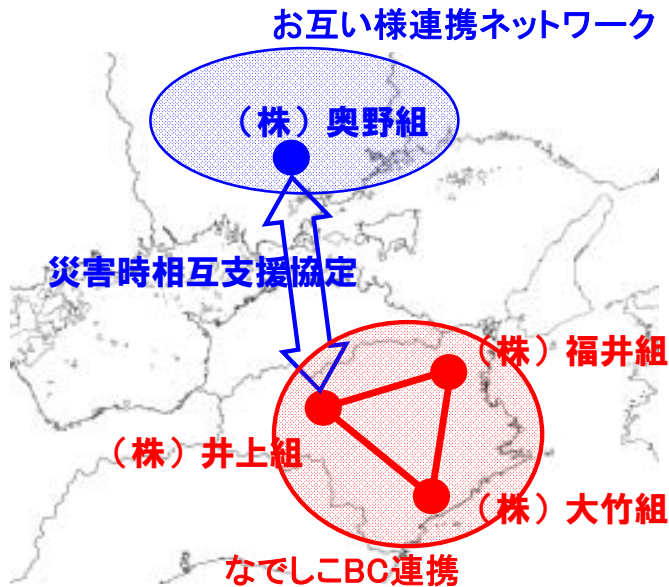 お互い様連携ネットワーク
（株）奥野組
災害時相互支援協定
（株）福井組
（株）井上組
（株）大竹組
なでしこBC連携